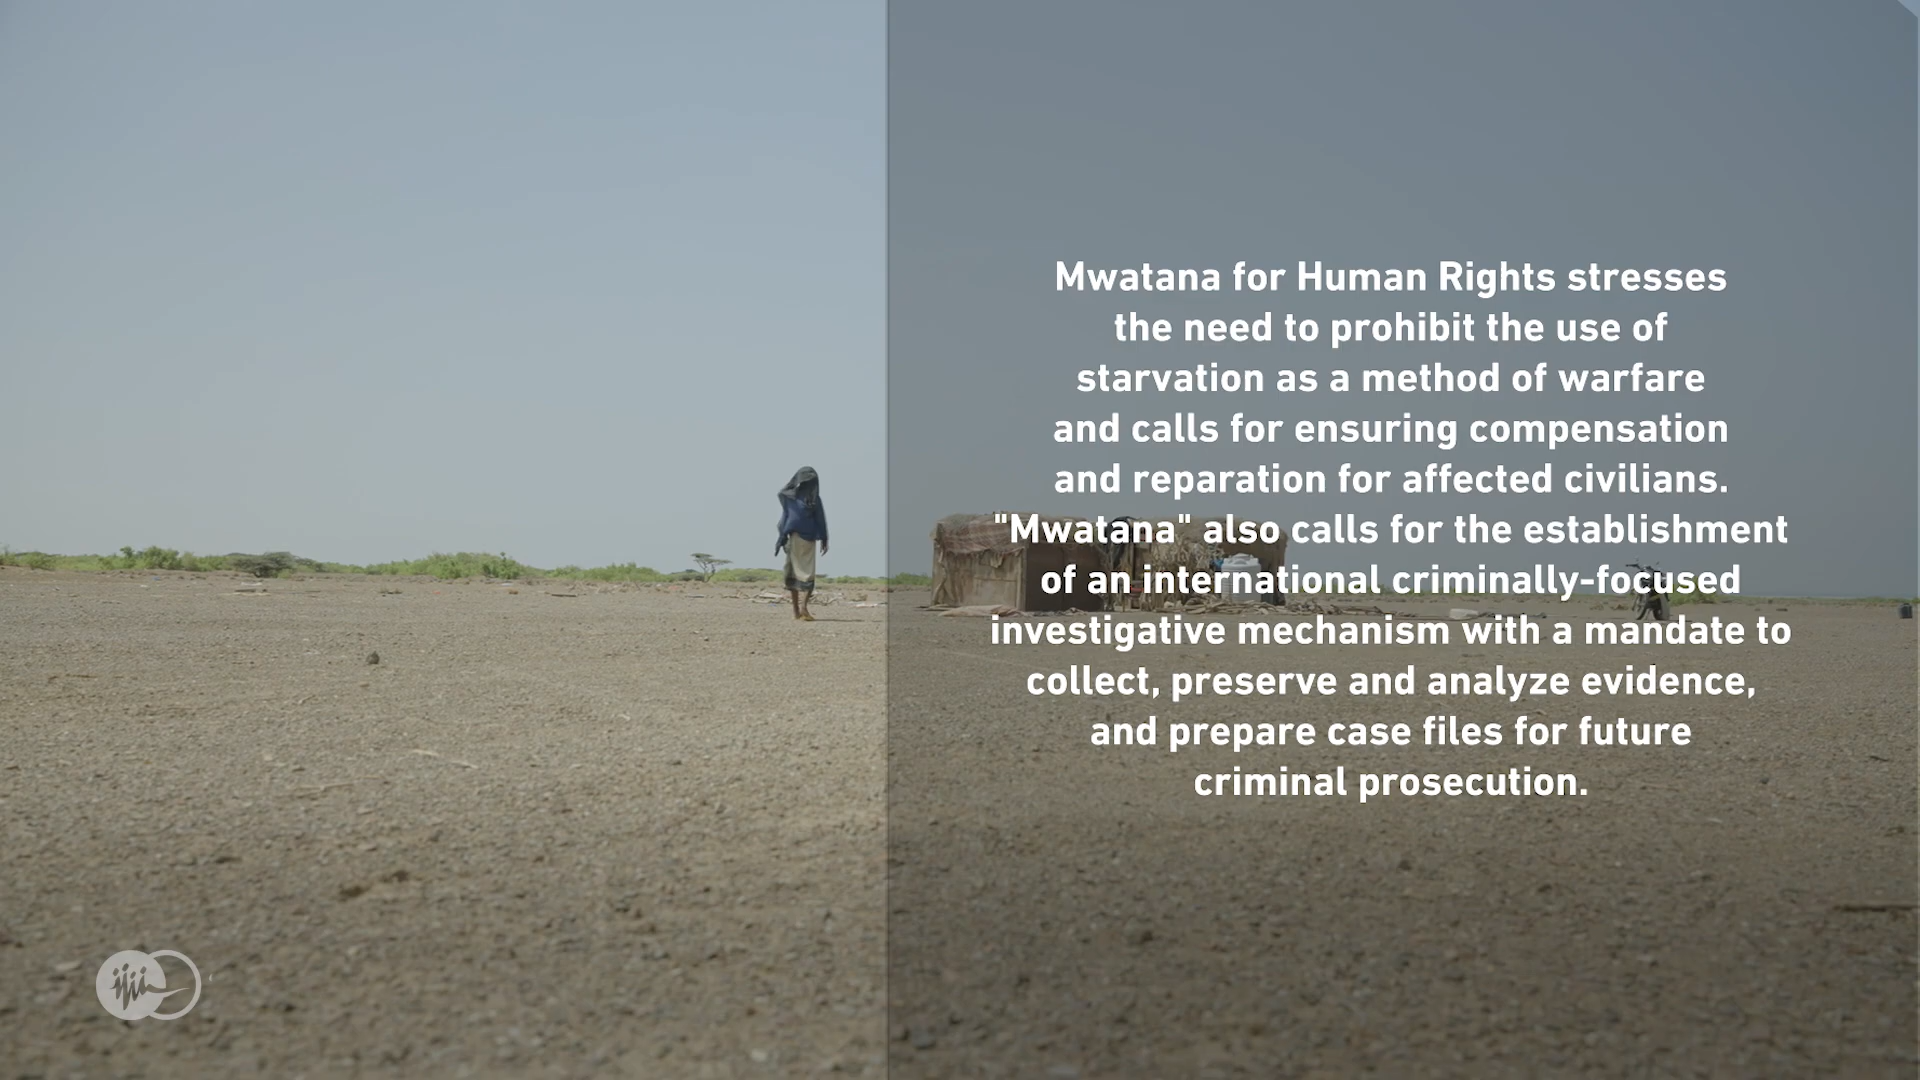 Mwatana for Human Rights stresses
the need to prohibit the use of
starvation as a method of warfare
and calls for ensuring compensation
and reparation for affected civilians.
"Mwatana" also calls for the establishment
of an international criminally-focused
investigative mechanism with a mandate to
collect, preserve and analyze evidence,
and prepare case files for future
criminal prosecution.